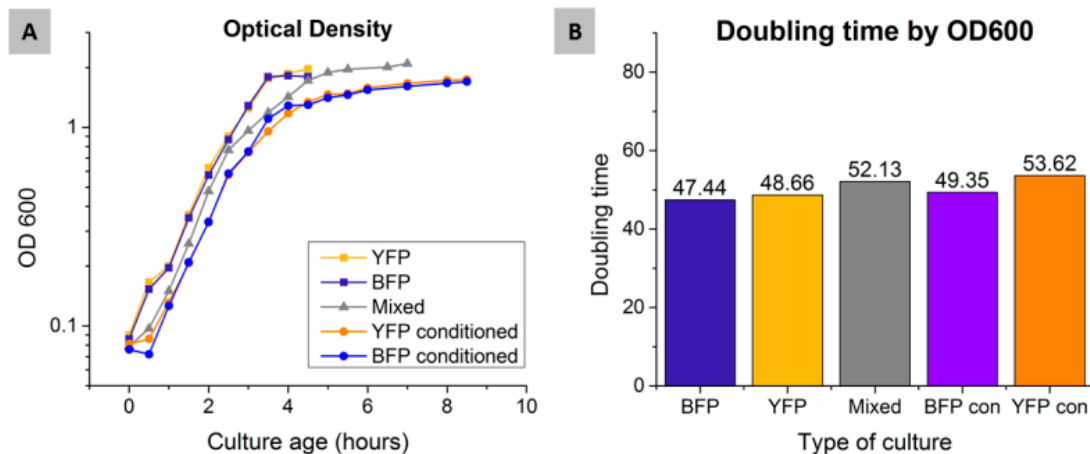 A
Optical Density
OD 600
1
0.1
YFP
BFP
Mixed
YFP conditioned
BFP conditioned
0 2 4 6 8 10
Culture age (hours)
B
Doubling time by OD600
Doubling time
80
60
40
20
0
47.44 48.66 52.13 49.35 53.62
BFP YFP Mixed BFP con YFP con
Type of culture